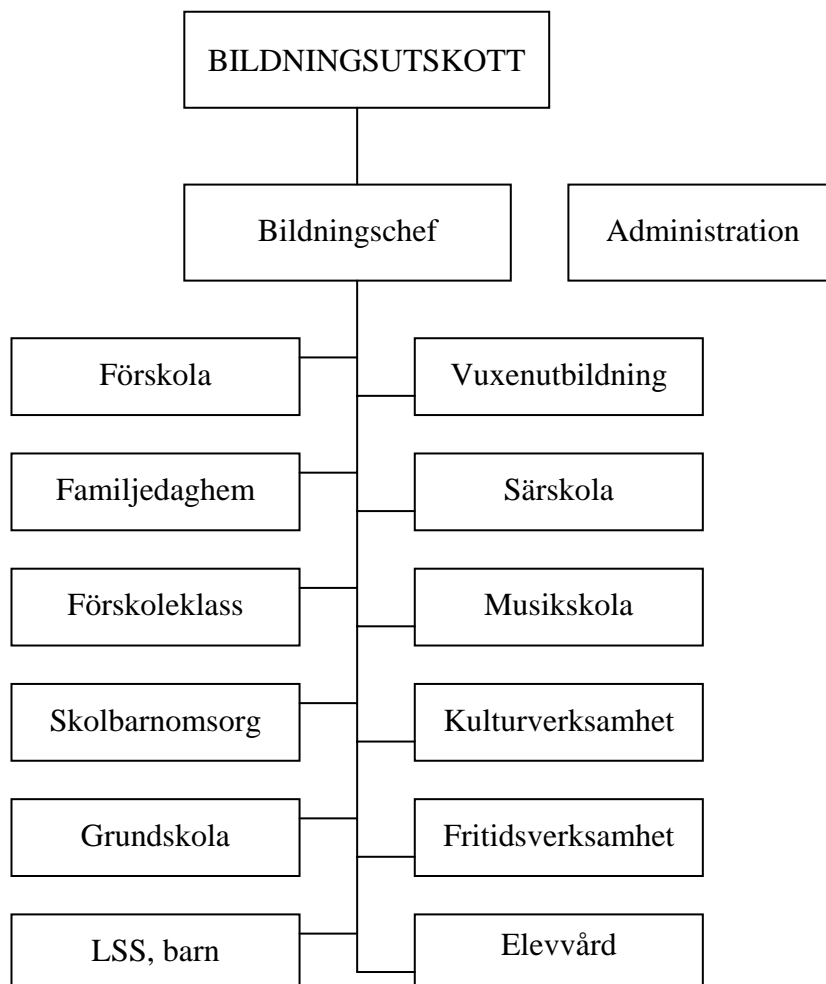 BILDNINGSUTSKOTT
Bildningschef
Administration
Förskola
Vuxenutbildning
Familjedaghem
Särskola
Förskoleklass
Musikskola
Skolbarnomsorg
Kulturverksamhet
Grundskola
Fritidsverksamhet
LSS, barn
Elevvård